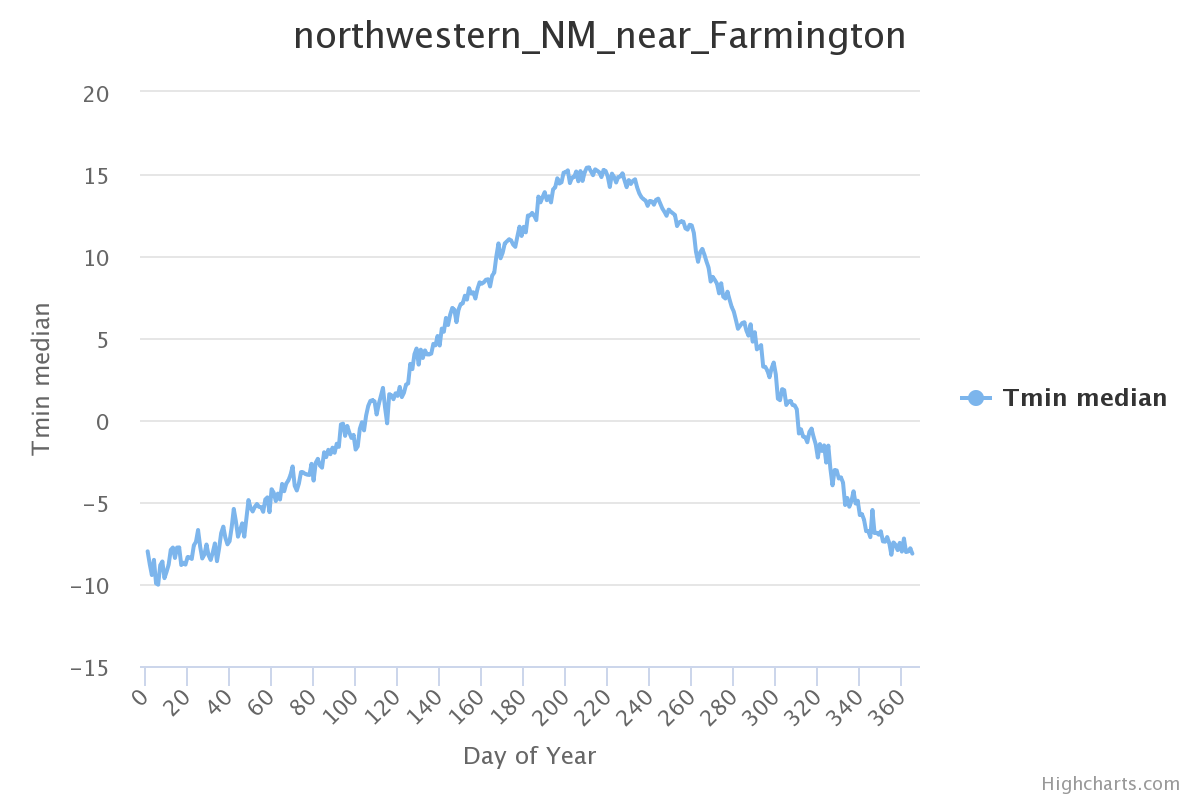 northwestern_NM_near_Farmington
20
15
10
5
0
−5
−10
−15
Tmin median
0 20 40 60 80 100 120 140 160 180 200 220 240 260 280 300 320 340 360
Day of Year
Tmin median
Highcharts.com